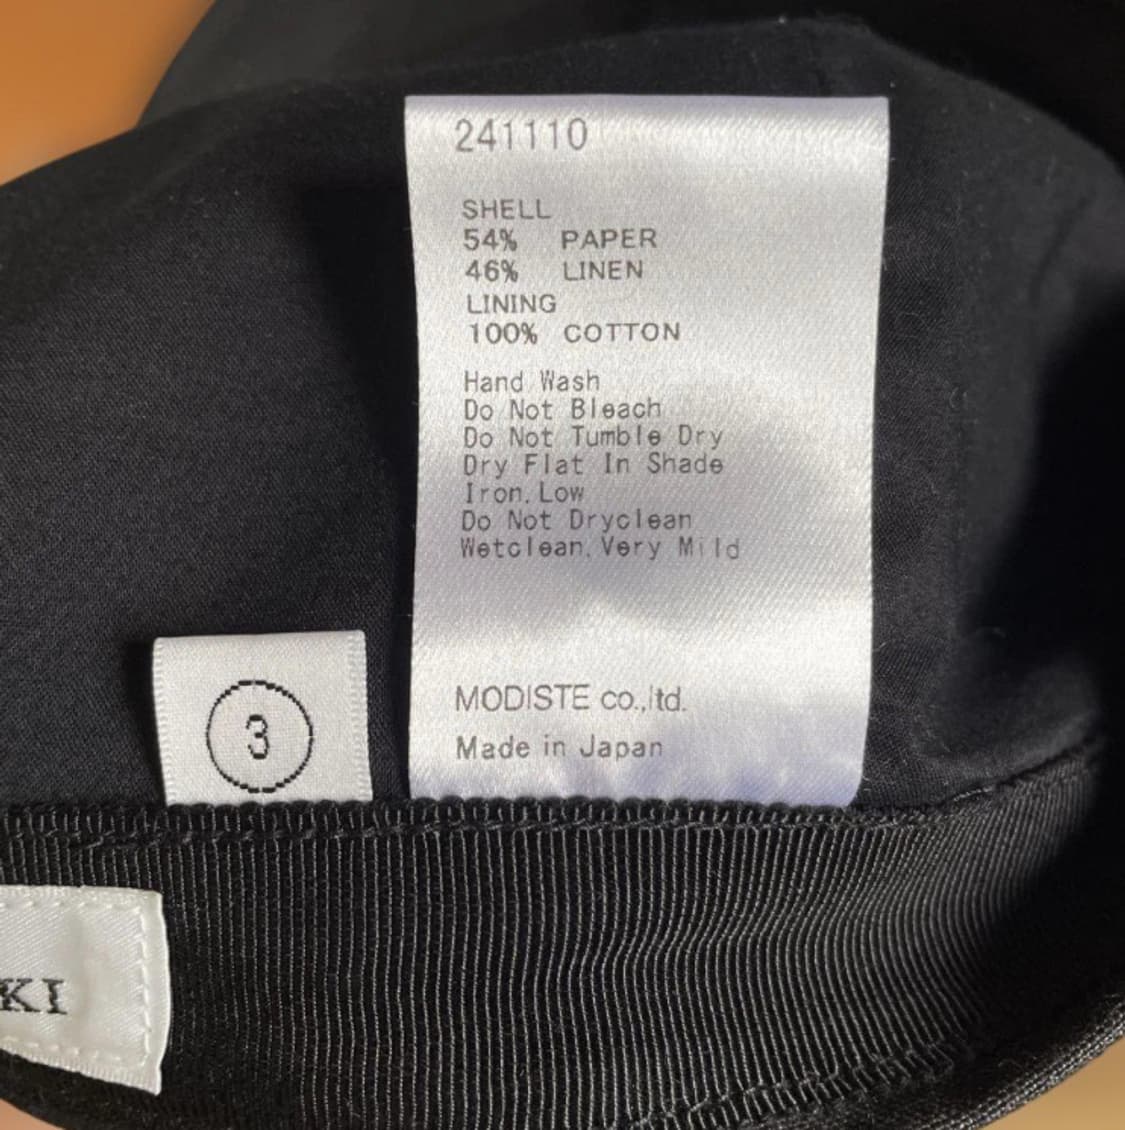 241110
SHELL
54% PAPER
46% LINEN
LINING
100% COTTON
Hand Wash
Do Not Bleach
Do Not Tumble Dry
Dry Flat In Shade
Iron, Low
Do Not Dryclean
Wetclean, Very Mild
MODISTE co.,ltd.
Made in Japan
3
KI